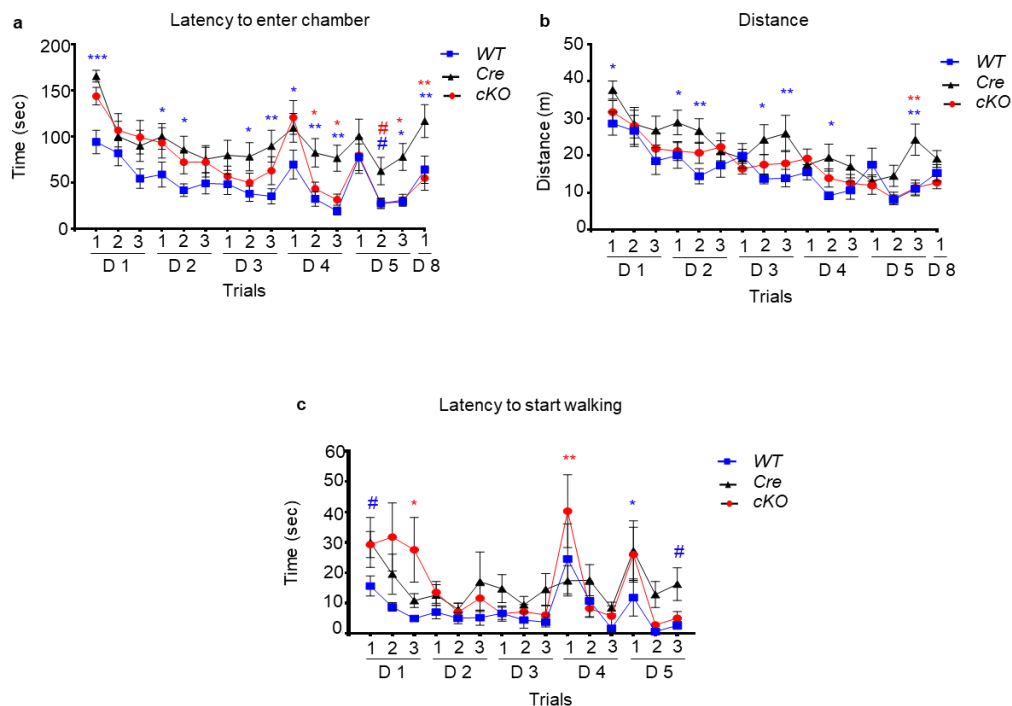 a
Latency to enter chamber
Time (sec)
200
150
100
50
0
***
* * * ** * * ** * ** # # * * ** **
WT
Cre
cKO
1 2 3 1 2 3 1 2 3 1 2 3 1 2 3 1
D 1 D 2 D 3 D 4 D 5 D 8
Trials
b
Distance
Distance (m)
50
40
30
20
10
0
* * ** * ** * ** **
WT
Cre
cKO
1 2 3 1 2 3 1 2 3 1 2 3 1 2 3 1
D 1 D 2 D 3 D 4 D 5 D 8
Trials
c
Latency to start walking
Time (sec)
60
50
40
30
20
10
0
# * ** * #
WT
Cre
cKO
1 2 3 1 2 3 1 2 3 1 2 3 1 2 3
D 1 D 2 D 3 D 4 D 5
Trials